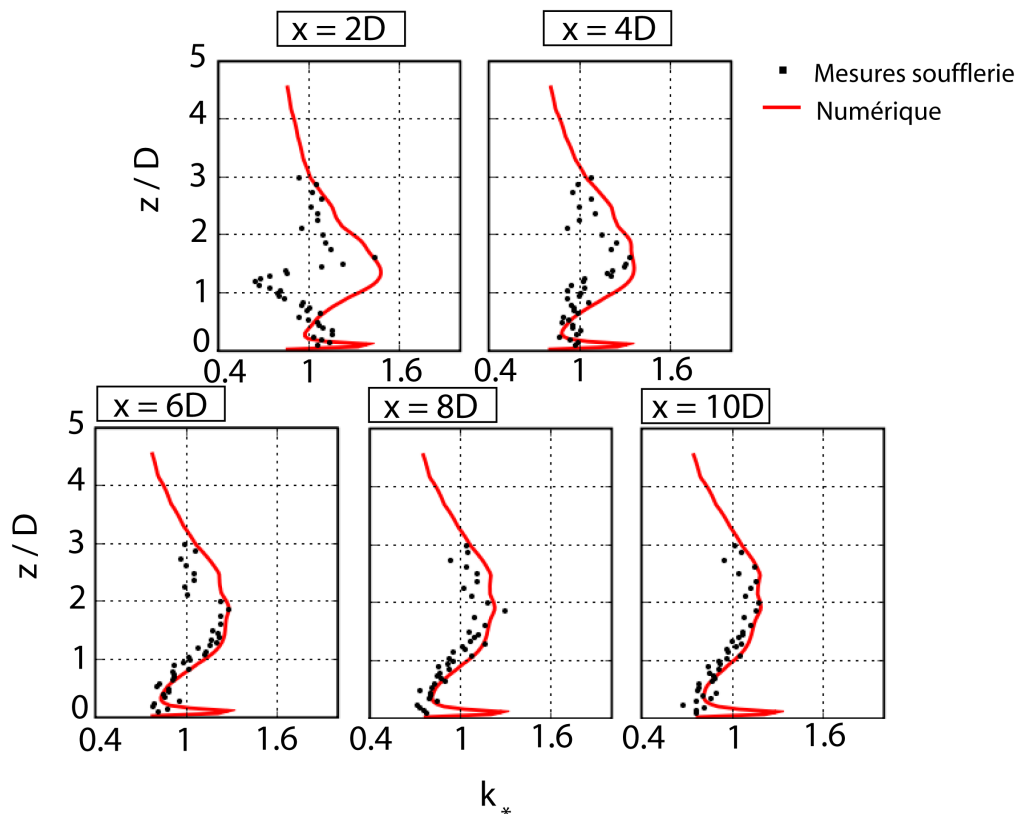 x = 2D
x = 4D
Mesures soufflerie
Numérique
z / D
5
4
3
2
1
0
0.4
1
1.6
0.4
1
1.6
x = 6D
x = 8D
x = 10D
z / D
5
4
3
2
1
0
0.4
1
1.6
0.4
1
1.6
0.4
1
1.6
k*